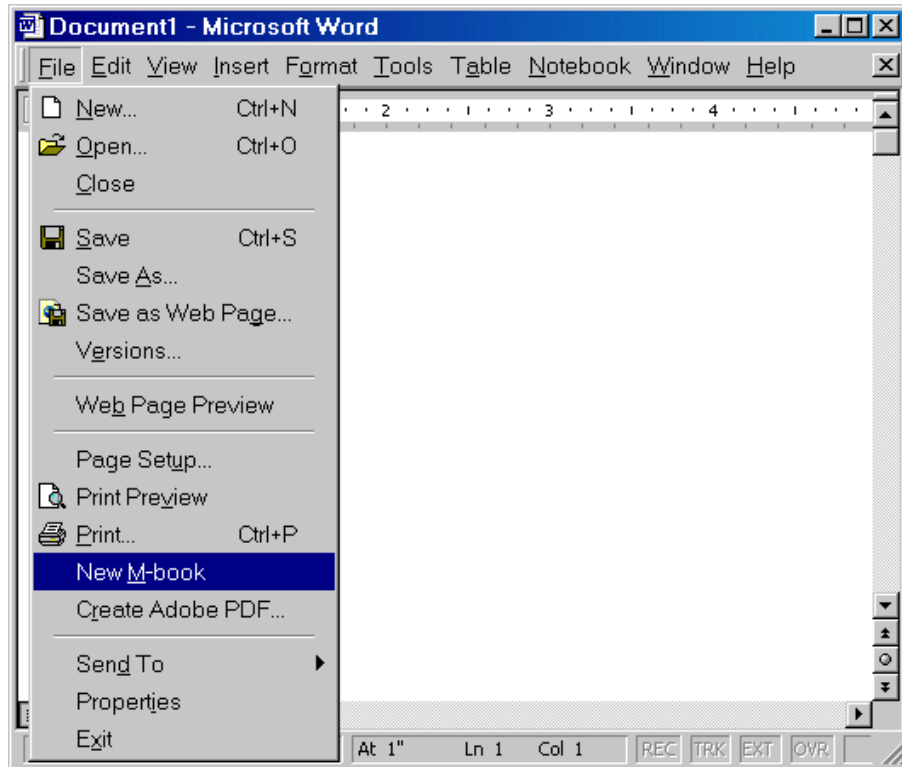 Document1 - Microsoft Word
File Edit View Insert Format Tools Table Notebook Window Help
New... Ctrl+N
2 3 4
Open... Ctrl+O
Close
Save Ctrl+S
Save As...
Save as Web Page...
Versions...
Web Page Preview
Page Setup...
Print Preview
Print... Ctrl+P
New M-book
Create Adobe PDF...
Send To
Properties
Exit
At 1" Ln 1 Col 1 REC TRK EXT OVR